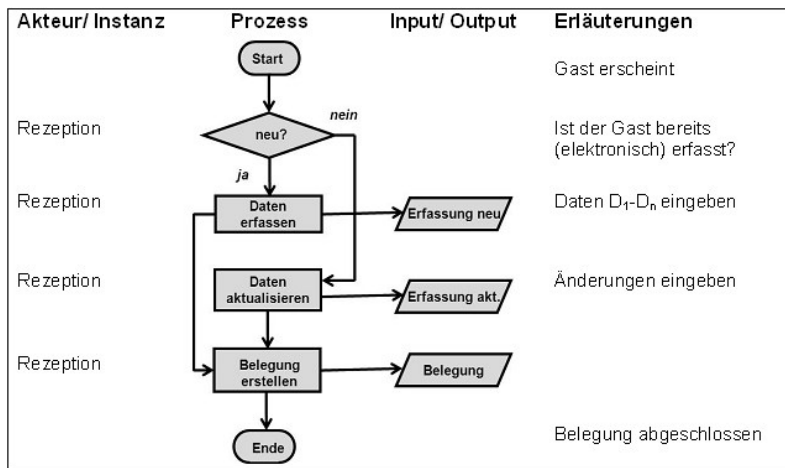 Akteur/ Instanz Prozess Input/ Output Erläuterungen
Start
Gast erscheint
nein
Rezeption neu? Ist der Gast bereits
(elektronisch) erfasst?
ja
Rezeption Daten erfassen Erfassung neu Daten D₁-Dₙ eingeben
Rezeption Daten aktualisieren Erfassung akt. Änderungen eingeben
Rezeption Belegung erstellen Belegung
Ende Belegung abgeschlossen